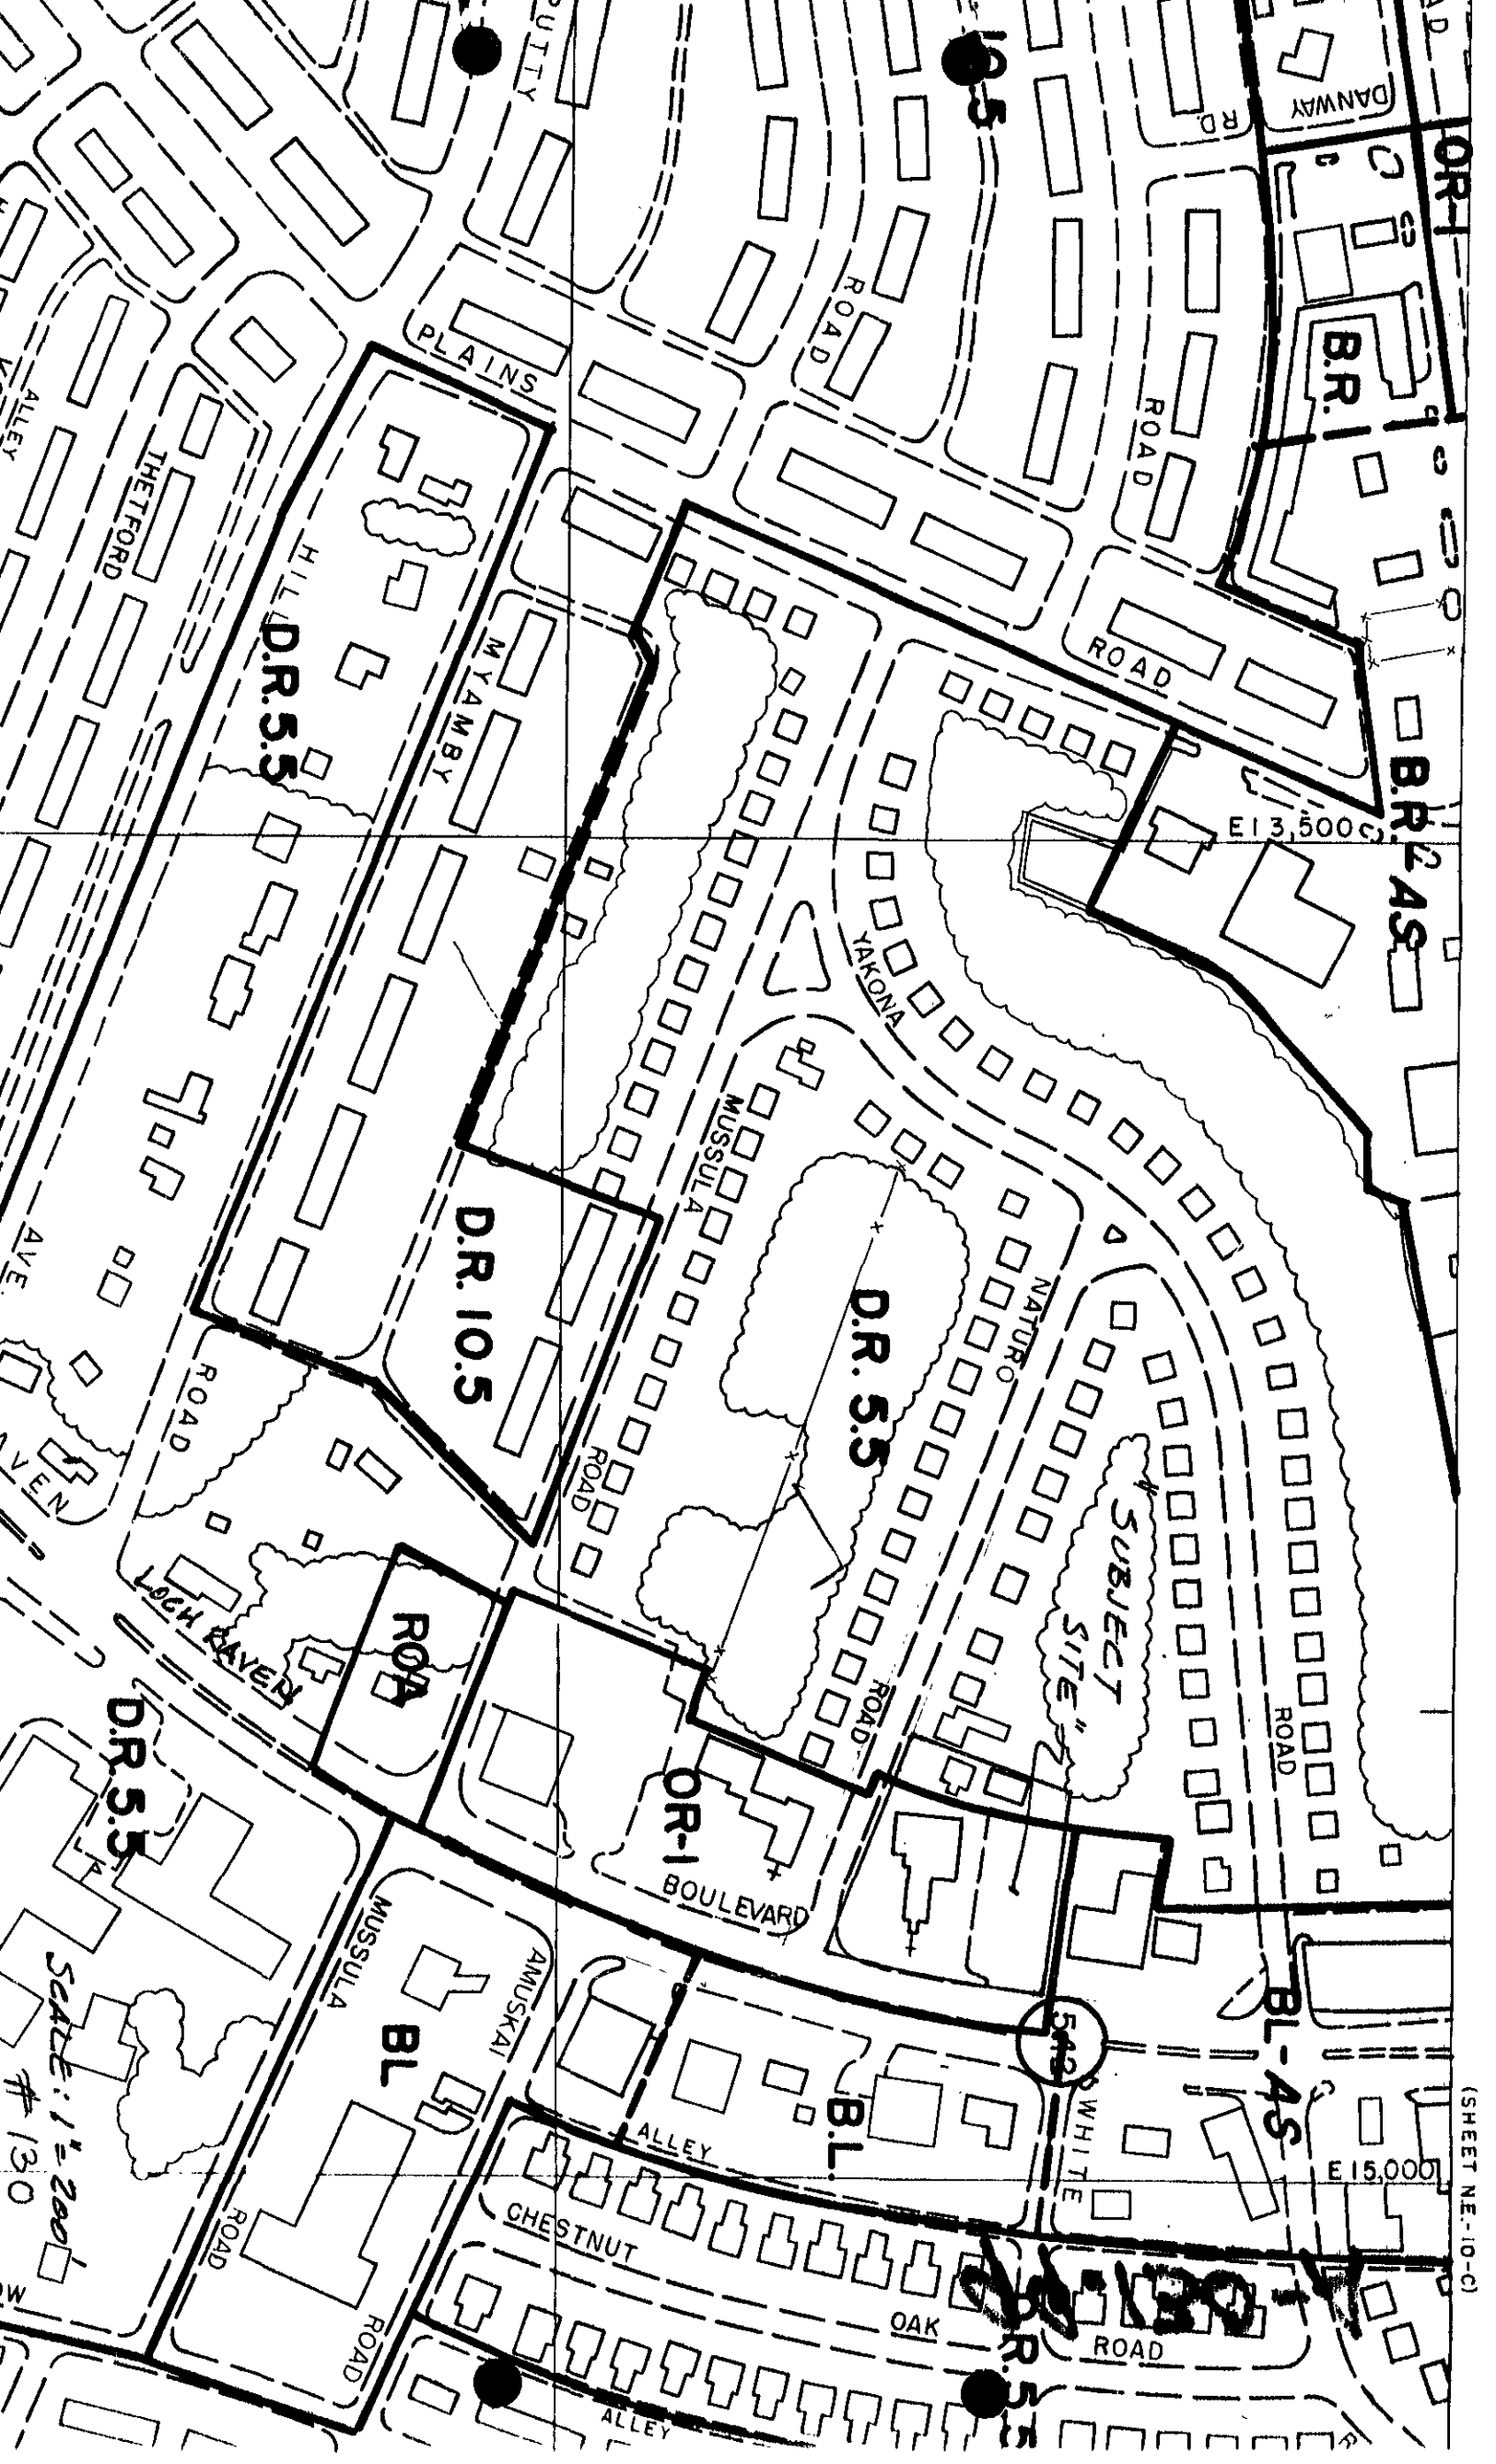 PUTTY
10.5
DANWAY
RD.
OR-1
B.R.
ROAD
PLAINS
ROAD
ALLEY
THETFORD
HILL
D.R. 5.5
MYAMBY
ROAD
B.R.-AS
E13,500
YAKONA
MUSSULA
D.R. 10.5
D.R. 5.5
NATURO
AVE.
ROAD
ROAD
"SUBJECT
SITE"
LOCH RAVEN
ROA
ROAD
ROAD
D.R. 5.5
OR-1
BOULEVARD
MUSSULA
AMUSKAI
BL
BL-AS
SCALE: 1"=200'
#130
B.L.
WHITE
ALLEY
E15,000
(SHEET NE.-10-C)
CHESTNUT
ROAD
OAK
ROAD
ROAD
D.R. 5.5
ALLEY